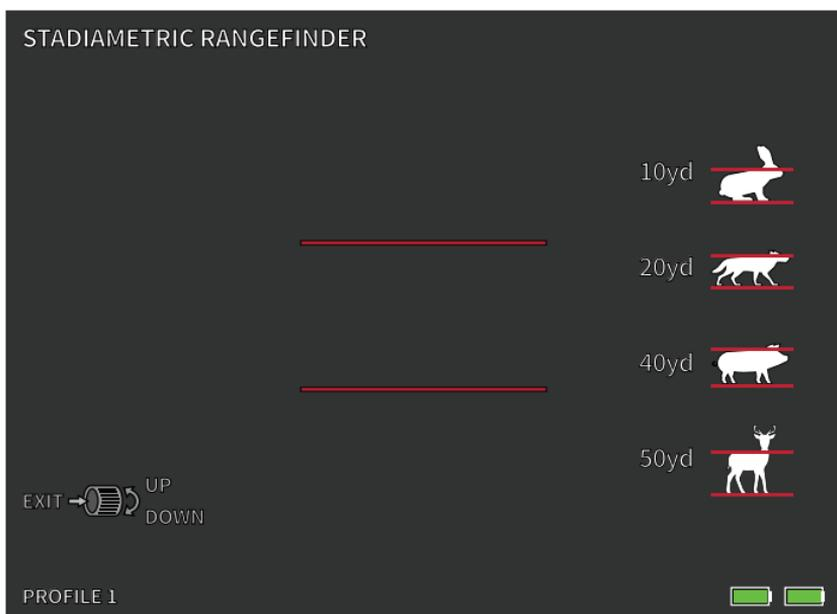 STADIAMETRIC RANGEFINDER
10yd
20yd
40yd
50yd
UP
EXIT
DOWN
PROFILE 1